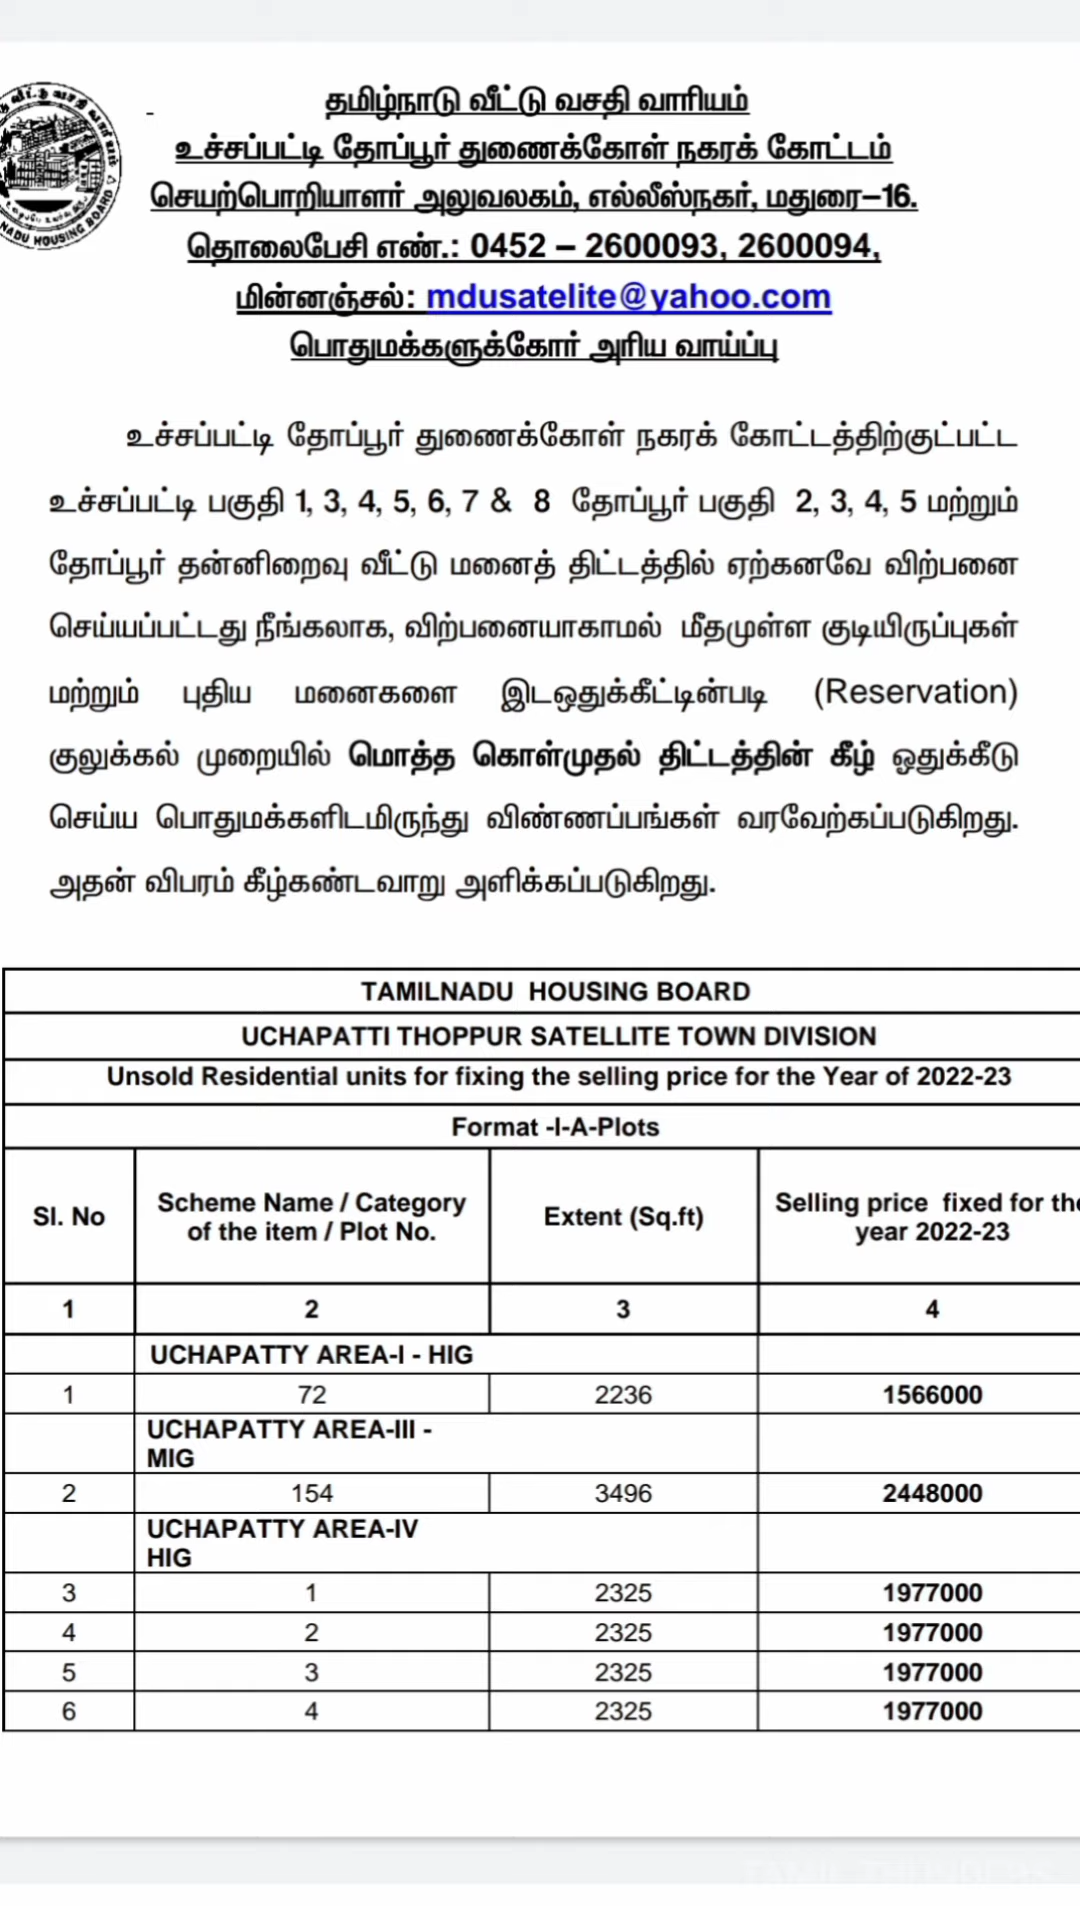 தமிழ்நாடு வீட்டு வசதி வாரியம்
உச்சப்பட்டி தோப்பூர் துணைக்கோள் நகரக் கோட்டம்
செயற்பொறியாளர் அலுவலகம், எல்லீஸ்நகர், மதுரை–16.
தொலைபேசி எண்.: 0452 – 2600093, 2600094,
மின்னஞ்சல்: mdusatelite@yahoo.com
பொதுமக்களுக்கோர் அரிய வாய்ப்பு
NADU HOUSING BOARD
உச்சப்பட்டி தோப்பூர் துணைக்கோள் நகரக் கோட்டத்திற்குட்பட்ட
உச்சப்பட்டி பகுதி 1, 3, 4, 5, 6, 7 & 8 தோப்பூர் பகுதி 2, 3, 4, 5 மற்றும்
தோப்பூர் தன்னிறைவு வீட்டு மனைத் திட்டத்தில் ஏற்கனவே விற்பனை
செய்யப்பட்டது நீங்கலாக, விற்பனையாகாமல் மீதமுள்ள குடியிருப்புகள்
மற்றும் புதிய மனைகளை இடஒதுக்கீட்டின்படி (Reservation)
குலுக்கல் முறையில் மொத்த கொள்முதல் திட்டத்தின் கீழ் ஒதுக்கீடு
செய்ய பொதுமக்களிடமிருந்து விண்ணப்பங்கள் வரவேற்கப்படுகிறது.
அதன் விபரம் கீழ்கண்டவாறு அளிக்கப்படுகிறது.
TAMILNADU HOUSING BOARD
UCHAPATTI THOPPUR SATELLITE TOWN DIVISION
Unsold Residential units for fixing the selling price for the Year of 2022-23
Format -I-A-Plots
Sl. No Scheme Name / Category of the item / Plot No. Extent (Sq.ft) Selling price fixed for the year 2022-23
1 2 3 4
UCHAPATTY AREA-I - HIG
1 72 2236 1566000
UCHAPATTY AREA-III -
MIG
2 154 3496 2448000
UCHAPATTY AREA-IV
HIG
3 1 2325 1977000
4 2 2325 1977000
5 3 2325 1977000
6 4 2325 1977000